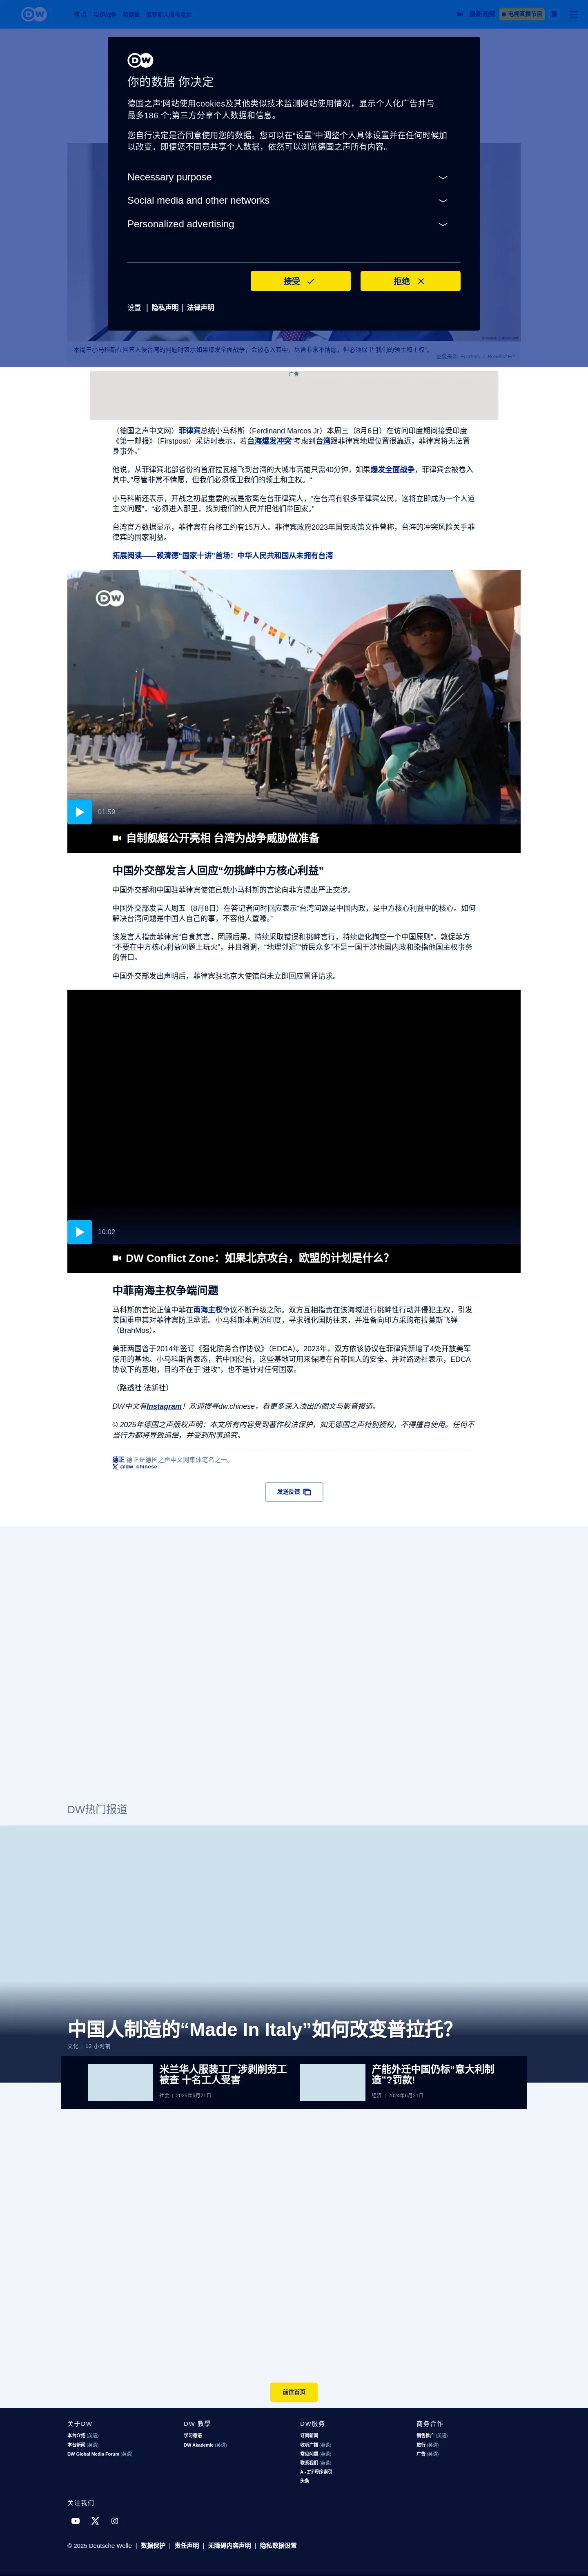 DW
最新视频
电视直播节目
繁
DW
你的数据 你决定
德国之声'网站使用cookies及其他类似技术监测网站使用情况，显示个人化广告并与
最多186 个;第三方分享个人数据和信息。
您自行决定是否同意使用您的数据。您可以在“设置”中调整个人具体设置并在任何时候加
以改变。即便您不同意共享个人数据，依然可以浏览德国之声所有内容。
Necessary purpose
Social media and other networks
Personalized advertising
接受
拒绝
设置 | 隐私声明 | 法律声明
本周三小马科斯在回答入侵台湾的问题时表示如果爆发全面战争，会被卷入其中，尽管非常不情愿，但必须保卫“我们的领土和主权”。
广告
（德国之声中文网）菲律宾总统小马科斯（Ferdinand Marcos Jr）本周三（8月6日）在访问印度期间接受印度
《第一邮报》（Firstpost）采访时表示，若台海爆发冲突“考虑到台湾跟菲律宾地理位置很靠近，菲律宾将无法置
身事外。”
他说，从菲律宾北部省份的首府拉瓦格飞到台湾的大城市高雄只需40分钟，如果爆发全面战争，菲律宾会被卷入
其中。“尽管非常不情愿，但我们必须保卫我们的领土和主权。“
小马科斯还表示，开战之初最重要的就是撤离在台菲律宾人，“在台湾有很多菲律宾公民，这将立即成为一个人道
主义问题”，“必须进入那里，找到我们的人民并把他们带回家。”
台湾官方数据显示，菲律宾在台移工约有15万人。菲律宾政府2023年国安政策文件曾称，台海的冲突风险关乎菲
律宾的国家利益。
拓展阅读——赖清德“国家十讲”首场：中华人民共和国从未拥有台湾
DW
01:59
自制舰艇公开亮相 台湾为战争威胁做准备
中国外交部发言人回应“勿挑衅中方核心利益”
中国外交部和中国驻菲律宾使馆已就小马科斯的言论向菲方提出严正交涉。
中国外交部发言人周五（8月8日）在答记者问时回应表示“台湾问题是中国内政，是中方核心利益中的核心。如何
解决台湾问题是中国人自己的事，不容他人置喙。”
该发言人指责菲律宾“自食其言，罔顾后果，持续采取错误和挑衅言行，持续虚化掏空一个中国原则”，敦促菲方
“不要在中方核心利益问题上玩火”，并且强调，“地理邻近”“侨民众多”不是一国干涉他国内政和染指他国主权事务
的借口。
中国外交部发出声明后，菲律宾驻北京大使馆尚未立即回应置评请求。
10:02
DW Conflict Zone：如果北京攻台，欧盟的计划是什么？
中菲南海主权争端问题
马科斯的言论正值中菲在南海主权争议不断升级之际。双方互相指责在该海域进行挑衅性行动并侵犯主权，引发
美国重申其对菲律宾防卫承诺。小马科斯本周访印度，寻求强化国防往来，并准备向印方采购布拉莫斯飞弹
（BrahMos）。
美菲两国曾于2014年签订《强化防务合作协议》（EDCA）。2023年，双方依该协议在菲律宾新增了4处开放美军
使用的基地。小马科斯曾表态，若中国侵台，这些基地可用来保障在台菲国人的安全。并对路透社表示，EDCA
协议下的基地，目的不在于“进攻”，也不是针对任何国家。
（路透社 法新社）
DW中文有Instagram！欢迎搜寻dw.chinese，看更多深入浅出的图文与影音报道。
© 2025年德国之声版权声明：本文所有内容受到著作权法保护，如无德国之声特别授权，不得擅自使用。任何不
当行为都将导致追偿，并受到刑事追究。
德正 德正是德国之声中文网集体笔名之一。
@dw_chinese
发送反馈
DW热门报道
中国人制造的“Made In Italy”如何改变普拉托？
文化 | 12 小时前
米兰华人服装工厂涉剥削劳工
被查 十名工人受害
社会 | 2025年5月21日
产能外迁中国仍标“意大利制
造”?罚款!
经济 | 2024年6月21日
前往首页
关于DW
本台介绍 (英语)
本台新闻 (英语)
DW Global Media Forum (英语)
DW 教學
学习德语
DW Akademie (英语)
DW服务
订阅新闻
收听广播 (英语)
常见问题 (英语)
联系我们 (英语)
A - Z字母序索引
头条
商务合作
销售推广 (英语)
旅行 (英语)
广告 (英语)
关注我们
© 2025 Deutsche Welle | 数据保护 | 责任声明 | 无障碍内容声明 | 隐私数据设置